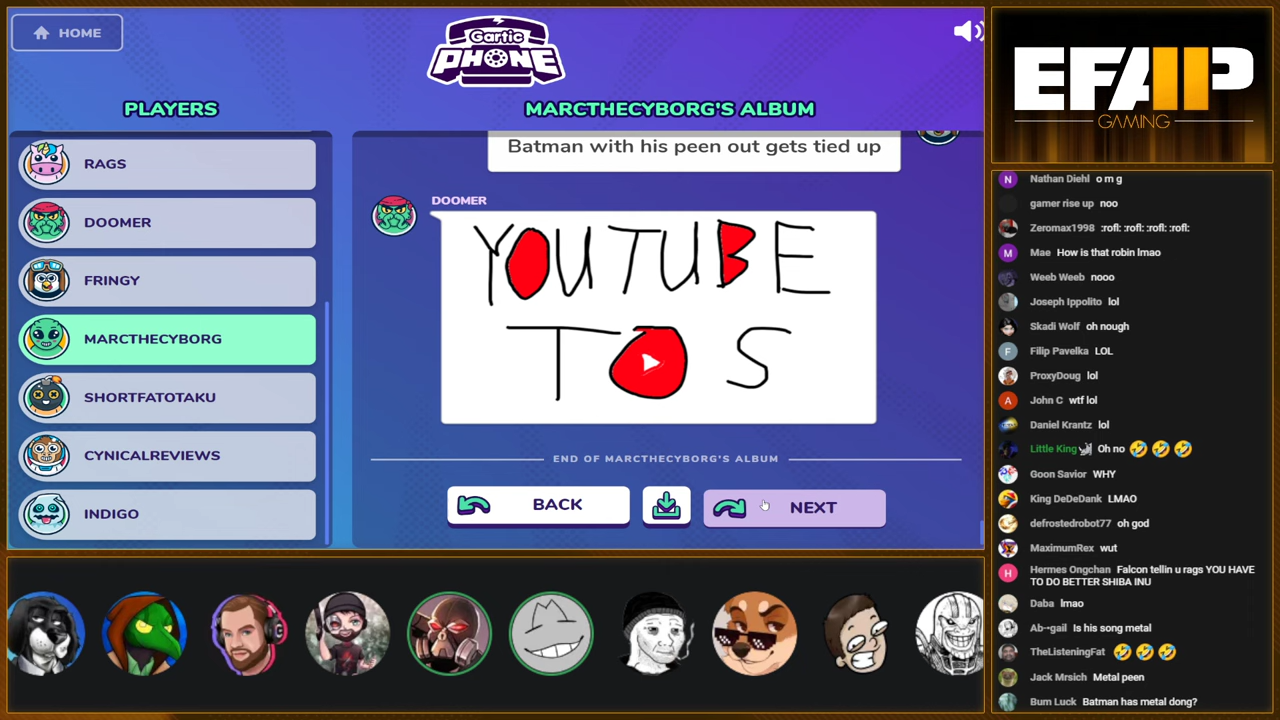 HOME
Gartic
PHONE
PLAYERS
RAGS
DOOMER
FRINGY
MARCTHECYBORG
SHORTFATOTAKU
CYNICALREVIEWS
INDIGO
MARCTHECYBORG'S ALBUM
Batman with his peen out gets tied up
DOOMER
YOUTUBE
TOS
END OF MARCTHECYBORG'S ALBUM
BACK
NEXT
EFAP
GAMING
N Nathan Diehl o m g
gamer rise up noo
Zeromax1998 :rofl: :rofl: :rofl: :rofl:
M Mae How is that robin lmao
Weeb Weeb nooo
Joseph Ippolito lol
Skadi Wolf oh nough
F Filip Pavelka LOL
ProxyDoug lol
A John C wtf lol
Daniel Krantz lol
Little King Oh no 🤣🤣🤣
Goon Savior WHY
King DeDeDank LMAO
defrostedrobot77 oh god
MaximumRex wut
H Hermes Ongchan Falcon tellin u rags YOU HAVE
TO DO BETTER SHIBA INU
Daba lmao
Ab→gail Is his song metal
TheListeningFat 🤣🤣🤣
Jack Mrsich Metal peen
Bum Luck Batman has metal dong?